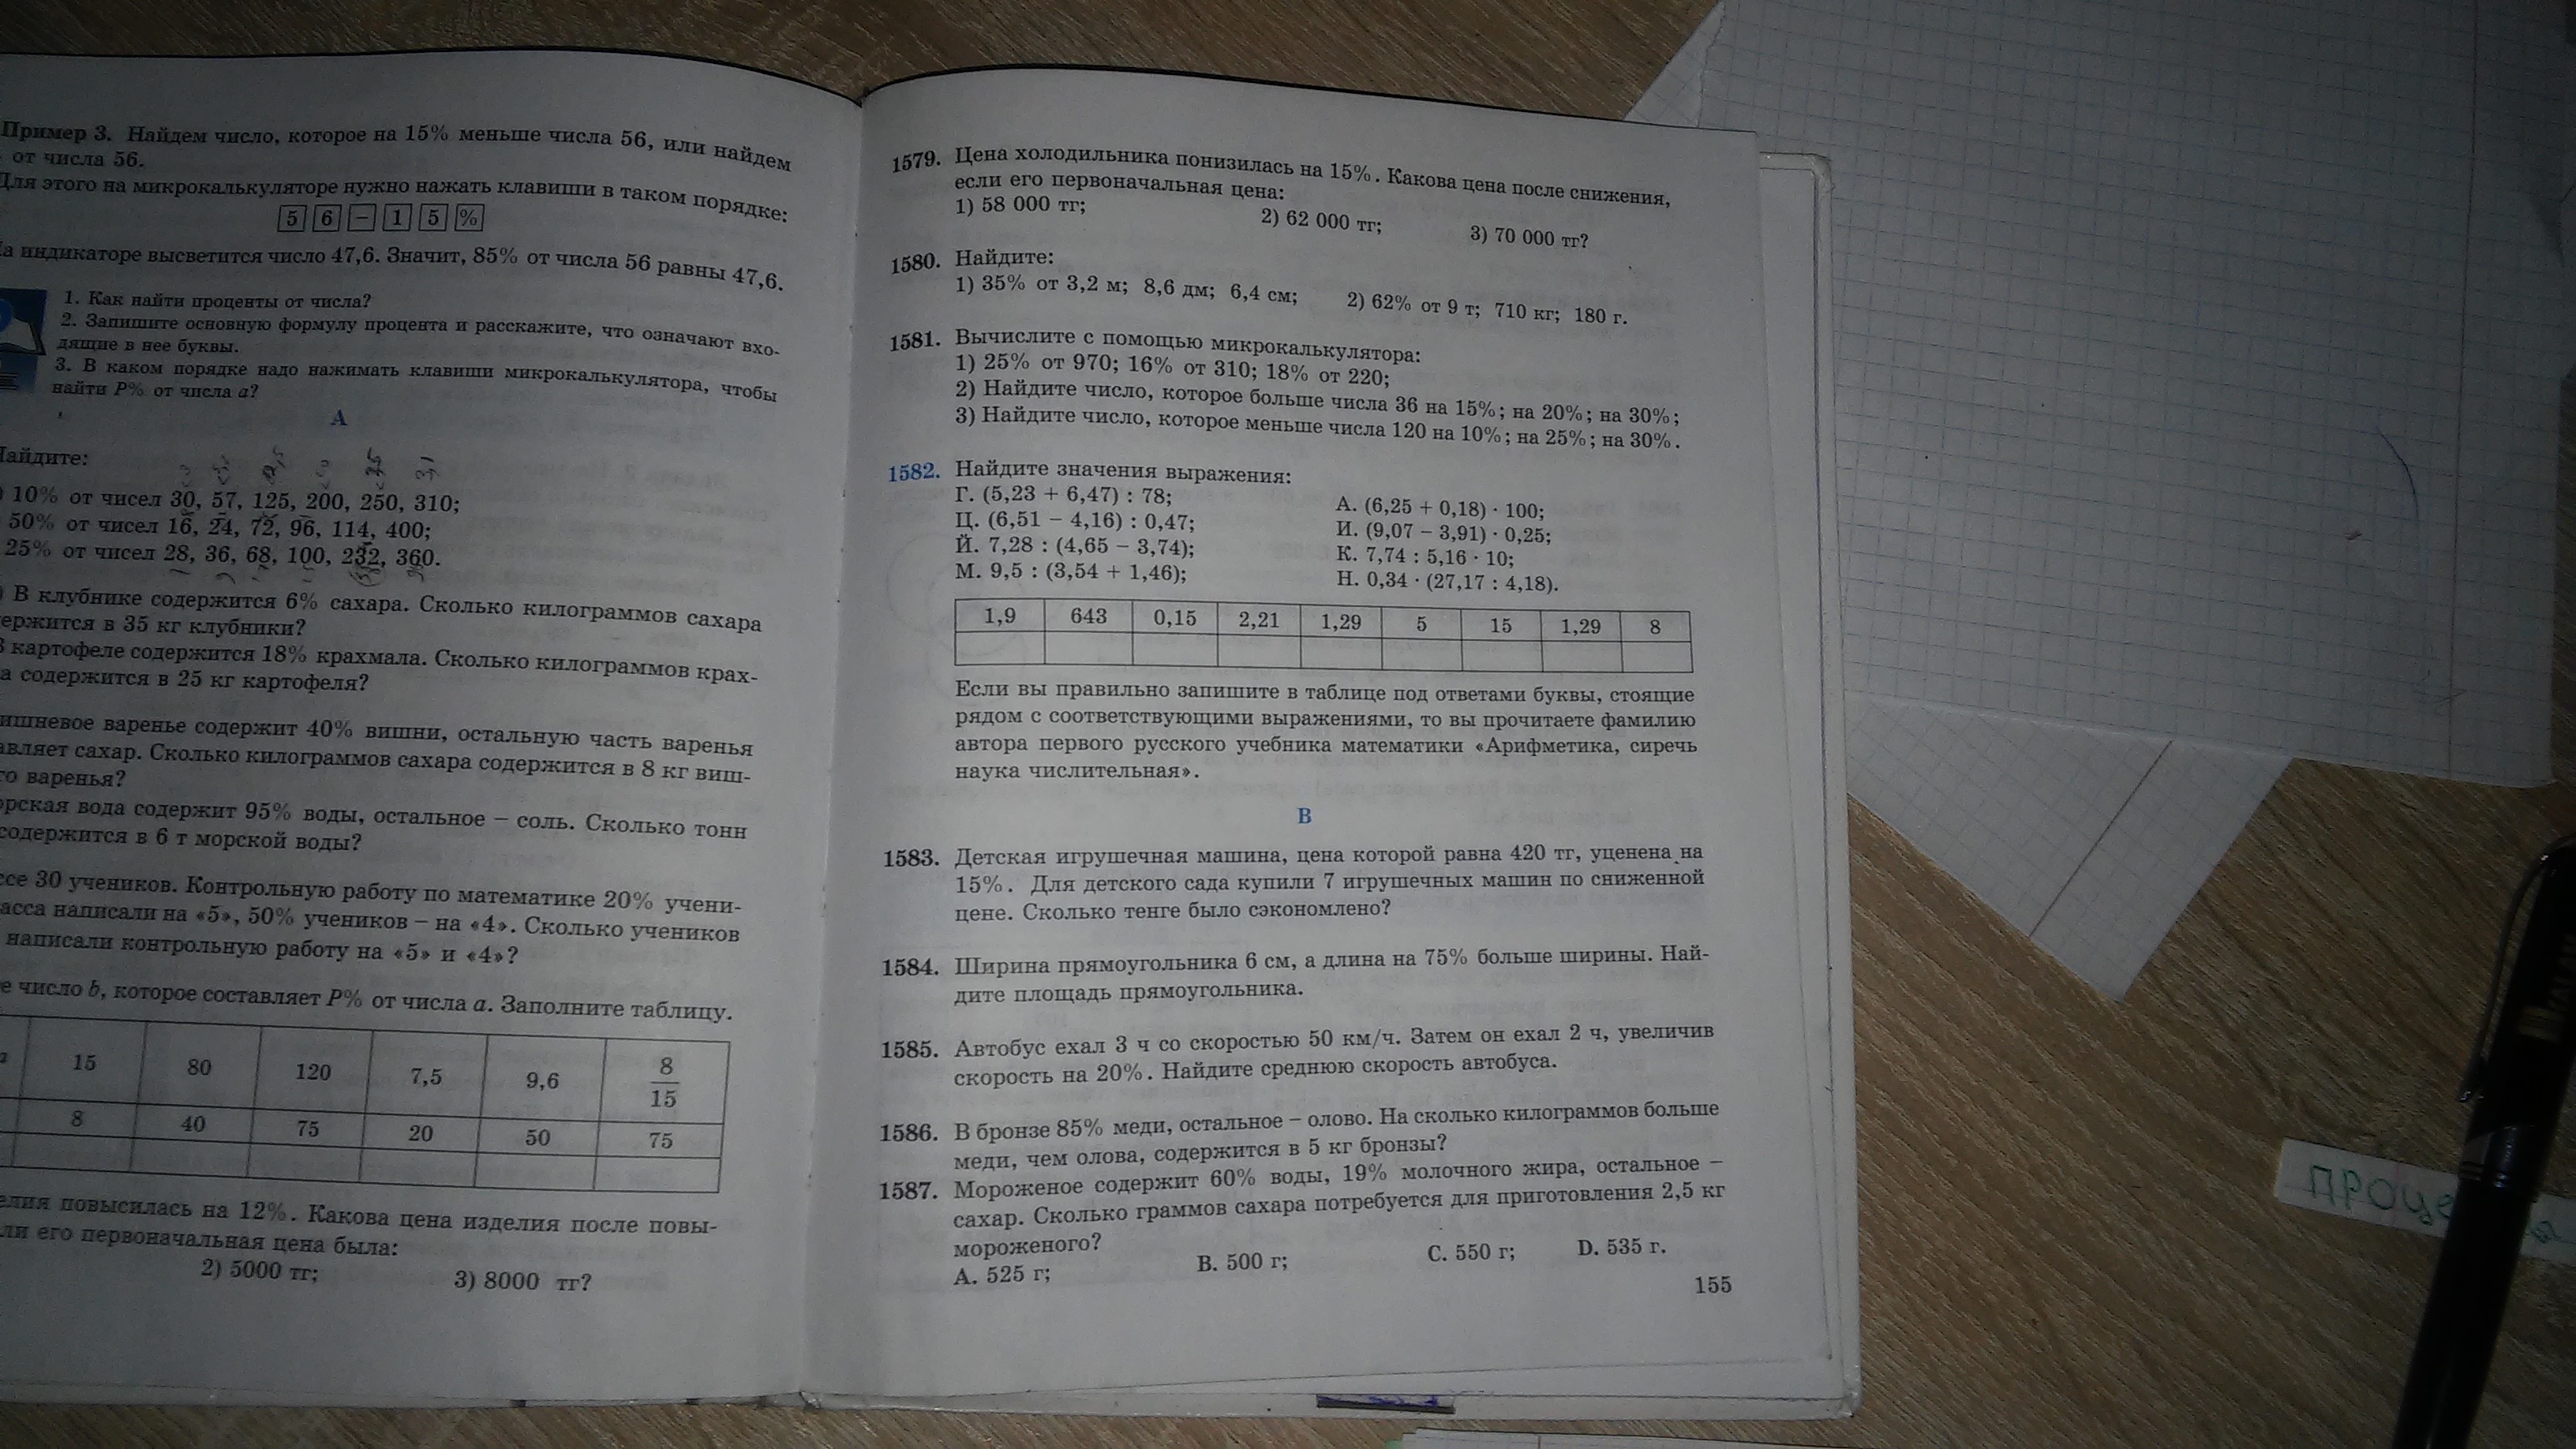 Пример 3. Найдем число, которое на 15% меньше числа 56, или найдем
от числа 56.
Для этого на микрокалькуляторе нужно нажать клавиши в таком порядке:
5 6 – 1 5 %
а индикаторе высветится число 47,6. Значит, 85% от числа 56 равны 47,6.
1. Как найти проценты от числа?
2. Запишите основную формулу процента и расскажите, что означают вхо-
дящие в нее буквы.
3. В каком порядке надо нажимать клавиши микрокалькулятора, чтобы
найти P% от числа a?
А
Найдите:
) 10% от чисел 30, 57, 125, 200, 250, 310;
50% от чисел 16, 24, 72, 96, 114, 400;
25% от чисел 28, 36, 68, 100, 232, 360.
) В клубнике содержится 6% сахара. Сколько килограммов сахара
ержится в 35 кг клубники?
В картофеле содержится 18% крахмала. Сколько килограммов крах-
а содержится в 25 кг картофеля?
ишневое варенье содержит 40% вишни, остальную часть варенья
авляет сахар. Сколько килограммов сахара содержится в 8 кг виш-
го варенья?
орская вода содержит 95% воды, остальное – соль. Сколько тонн
содержится в 6 т морской воды?
ссе 30 учеников. Контрольную работу по математике 20% учени-
асса написали на «5», 50% учеников – на «4». Сколько учеников
написали контрольную работу на «5» и «4»?
е число b, которое составляет P% от числа a. Заполните таблицу.
a 15 80 120 7,5 9,6 8/15
8 40 75 20 50 75
елия повысилась на 12%. Какова цена изделия после повы-
ли его первоначальная цена была:
2) 5000 тг; 3) 8000 тг?
1579. Цена холодильника понизилась на 15%. Какова цена после снижения,
если его первоначальная цена:
1) 58 000 тг; 2) 62 000 тг; 3) 70 000 тг?
1580. Найдите:
1) 35% от 3,2 м; 8,6 дм; 6,4 см; 2) 62% от 9 т; 710 кг; 180 г.
1581. Вычислите с помощью микрокалькулятора:
1) 25% от 970; 16% от 310; 18% от 220;
2) Найдите число, которое больше числа 36 на 15%; на 20%; на 30%;
3) Найдите число, которое меньше числа 120 на 10%; на 25%; на 30%.
1582. Найдите значения выражения:
Г. (5,23 + 6,47) : 78; А. (6,25 + 0,18) · 100;
Ц. (6,51 – 4,16) : 0,47; И. (9,07 – 3,91) · 0,25;
Й. 7,28 : (4,65 – 3,74); К. 7,74 : 5,16 · 10;
М. 9,5 : (3,54 + 1,46); Н. 0,34 · (27,17 : 4,18).
1,9 643 0,15 2,21 1,29 5 15 1,29 8
Если вы правильно запишите в таблице под ответами буквы, стоящие
рядом с соответствующими выражениями, то вы прочитаете фамилию
автора первого русского учебника математики «Арифметика, сиречь
наука числительная».
В
1583. Детская игрушечная машина, цена которой равна 420 тг, уценена на
15%. Для детского сада купили 7 игрушечных машин по сниженной
цене. Сколько тенге было сэкономлено?
1584. Ширина прямоугольника 6 см, а длина на 75% больше ширины. Най-
дите площадь прямоугольника.
1585. Автобус ехал 3 ч со скоростью 50 км/ч. Затем он ехал 2 ч, увеличив
скорость на 20%. Найдите среднюю скорость автобуса.
1586. В бронзе 85% меди, остальное – олово. На сколько килограммов больше
меди, чем олова, содержится в 5 кг бронзы?
1587. Мороженое содержит 60% воды, 19% молочного жира, остальное –
сахар. Сколько граммов сахара потребуется для приготовления 2,5 кг
мороженого?
А. 525 г; В. 500 г; С. 550 г; D. 535 г.
155